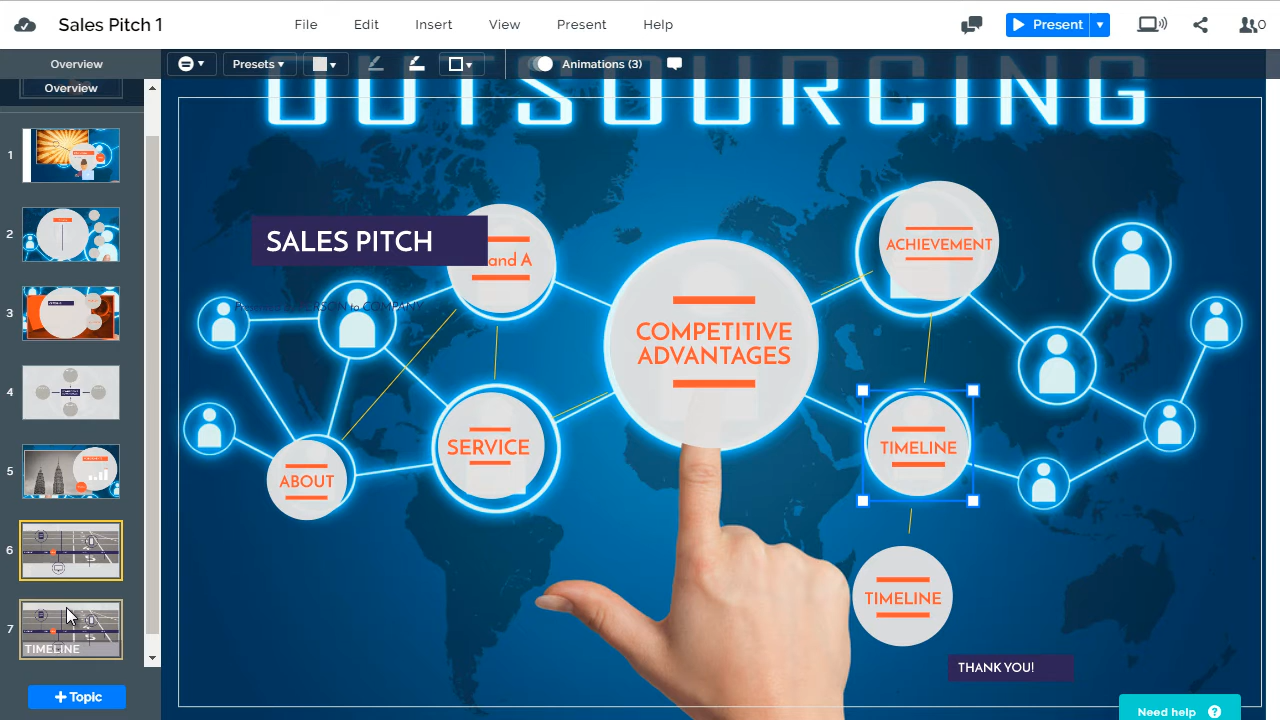 Sales Pitch 1
File Edit Insert View Present Help
Present
0
Overview
Presets
Animations (3)
Overview
OUTSOURCING
1
2
3
4
5
6
7
TIMELINE
SALES PITCH
and A
ACHIEVEMENT
COMPETITIVE
ADVANTAGES
SERVICE
TIMELINE
ABOUT
TIMELINE
THANK YOU!
+ Topic
Need help ?